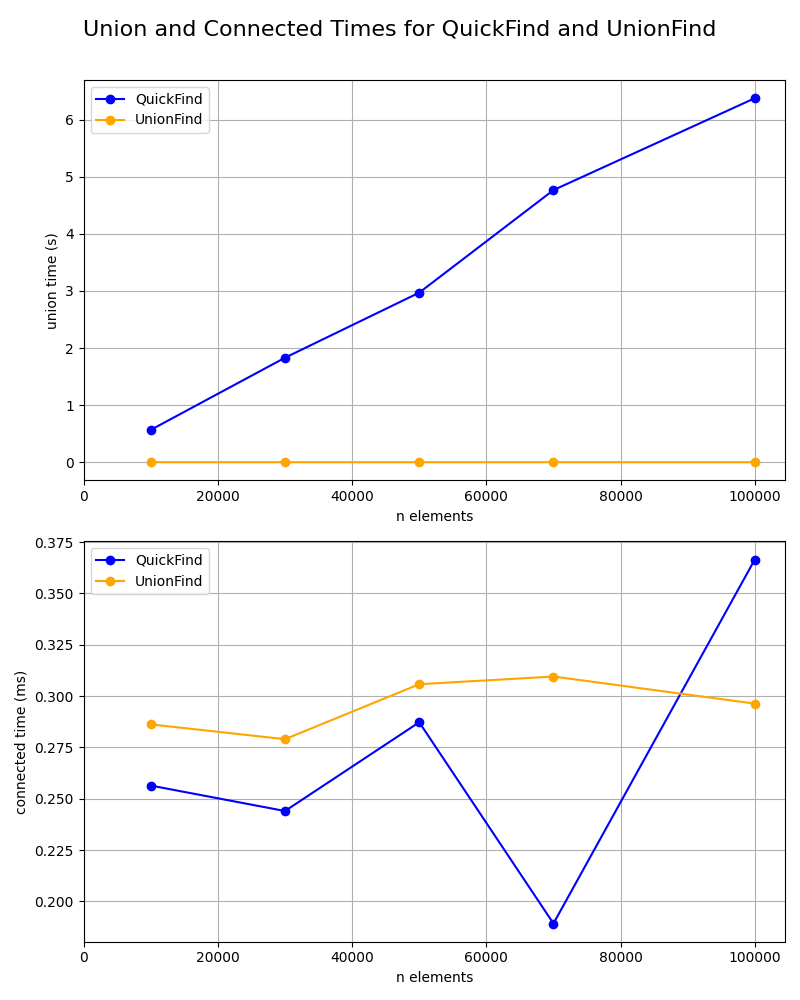 Union and Connected Times for QuickFind and UnionFind
QuickFind
UnionFind
union time (s)
6
5
4
3
2
1
0
0 20000 40000 60000 80000 100000
n elements
QuickFind
UnionFind
connected time (ms)
0.375
0.350
0.325
0.300
0.275
0.250
0.225
0.200
0 20000 40000 60000 80000 100000
n elements